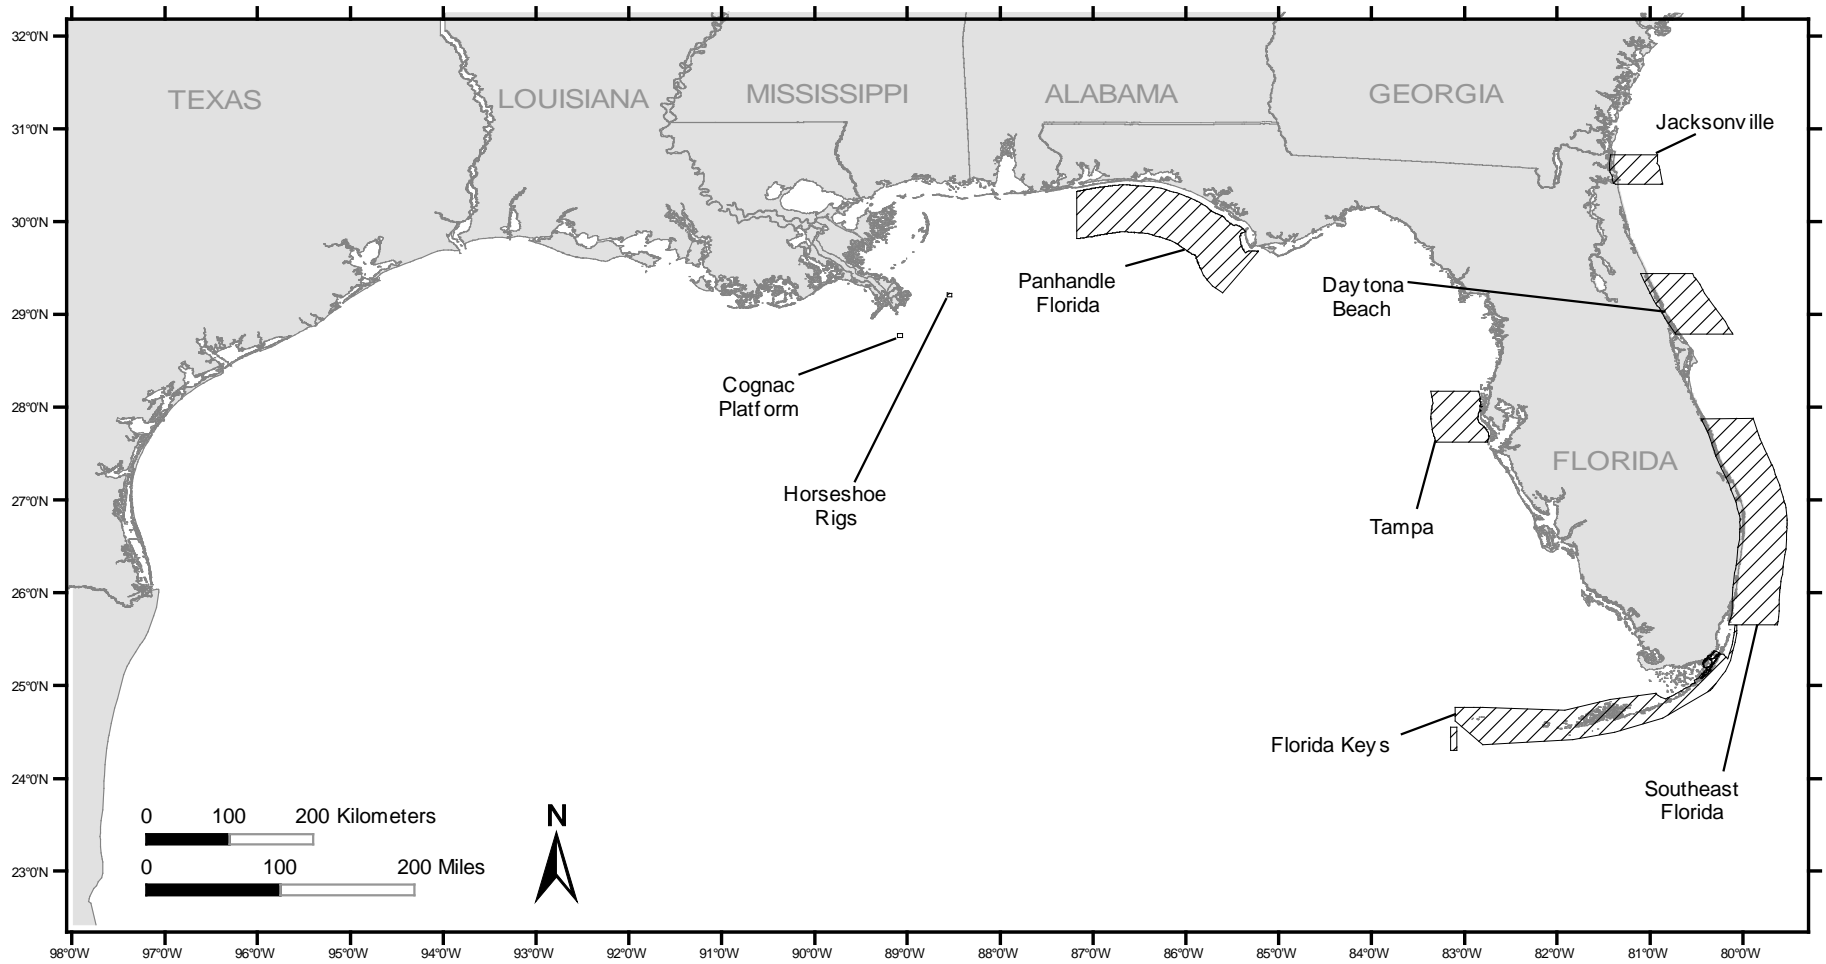 32°0'N
TEXAS
LOUISIANA
MISSISSIPPI
ALABAMA
GEORGIA
31°0'N
Jacksonville
30°0'N
Panhandle
Florida
Daytona
Beach
29°0'N
Cognac
Platform
28°0'N
Horseshoe
Rigs
27°0'N
Tampa
FLORIDA
26°0'N
25°0'N
Florida Keys
24°0'N
Southeast
Florida
0 100 200 Kilometers
0 100 200 Miles
N
23°0'N
98°0'W 97°0'W 96°0'W 95°0'W 94°0'W 93°0'W 92°0'W 91°0'W 90°0'W 89°0'W 88°0'W 87°0'W 86°0'W 85°0'W 84°0'W 83°0'W 82°0'W 81°0'W 80°0'W